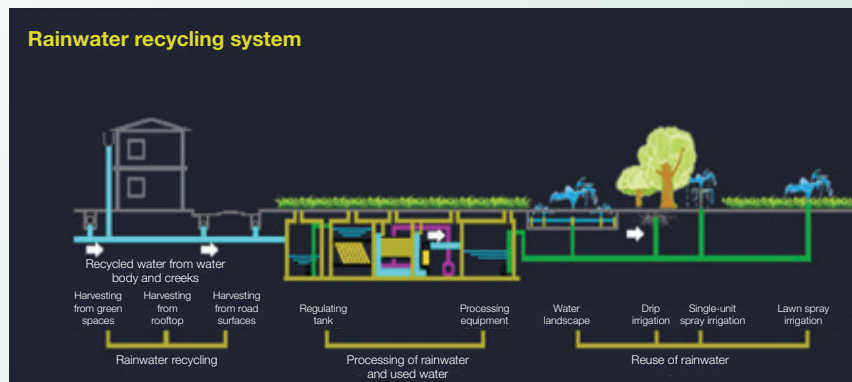 Rainwater recycling system
Recycled water from water
body and creeks
Harvesting
from green
spaces
Harvesting
from
rooftop
Harvesting
from road
surfaces
Regulating
tank
Processing
equipment
Water
landscape
Drip
irrigation
Single-unit
spray irrigation
Lawn spray
irrigation
Rainwater recycling
Processing of rainwater
and used water
Reuse of rainwater